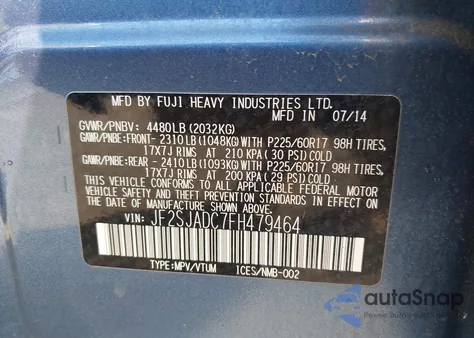 MFD BY FUJI HEAVY INDUSTRIES LTD.
MFD IN 07/14
GVWR/PNBV: 4480LB (2032KG)
GAWR/PNBE:FRONT- 2310LB (1048KG)WITH P225/60R17 98H TIRES,
17X7J RIMS AT 210 KPA (30 PSI)COLD
GAWR/PNBE:REAR - 2410LB (1093KG)WITH P225/60R17 98H TIRES,
17X7J RIMS AT 200 KPA (29 PSI)COLD
THIS VEHICLE CONFORMS TO ALL APPLICABLE FEDERAL MOTOR
VEHICLE SAFETY, BUMPER, AND THEFT PREVENTION STANDARDS
IN EFFECT ON THE DATE OF MANUFACTURE SHOWN ABOVE.
VIN: JF2SJADC7FH479464
TYPE:MPV/VTUM ICES/NMB-002
autoSnap